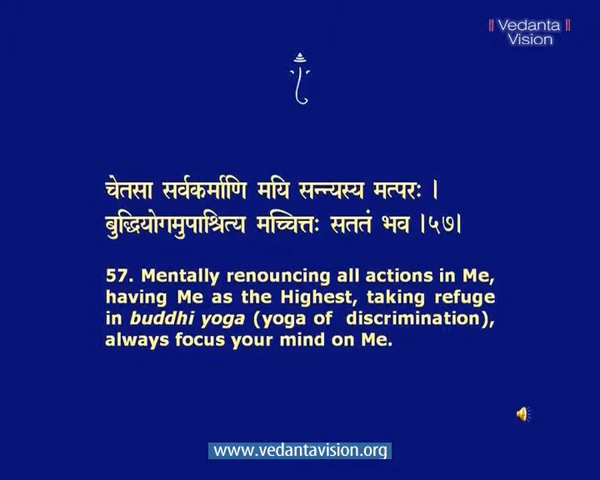 ॥ Vedanta ॥
Vision
चेतसा सर्वकर्माणि मयि सन्न्यस्य मत्परः ।
बुद्धियोगमुपाश्रित्य मच्चित्तः सततं भव ।५७।
57. Mentally renouncing all actions in Me,
having Me as the Highest, taking refuge
in buddhi yoga (yoga of discrimination),
always focus your mind on Me.
www.vedantavision.org